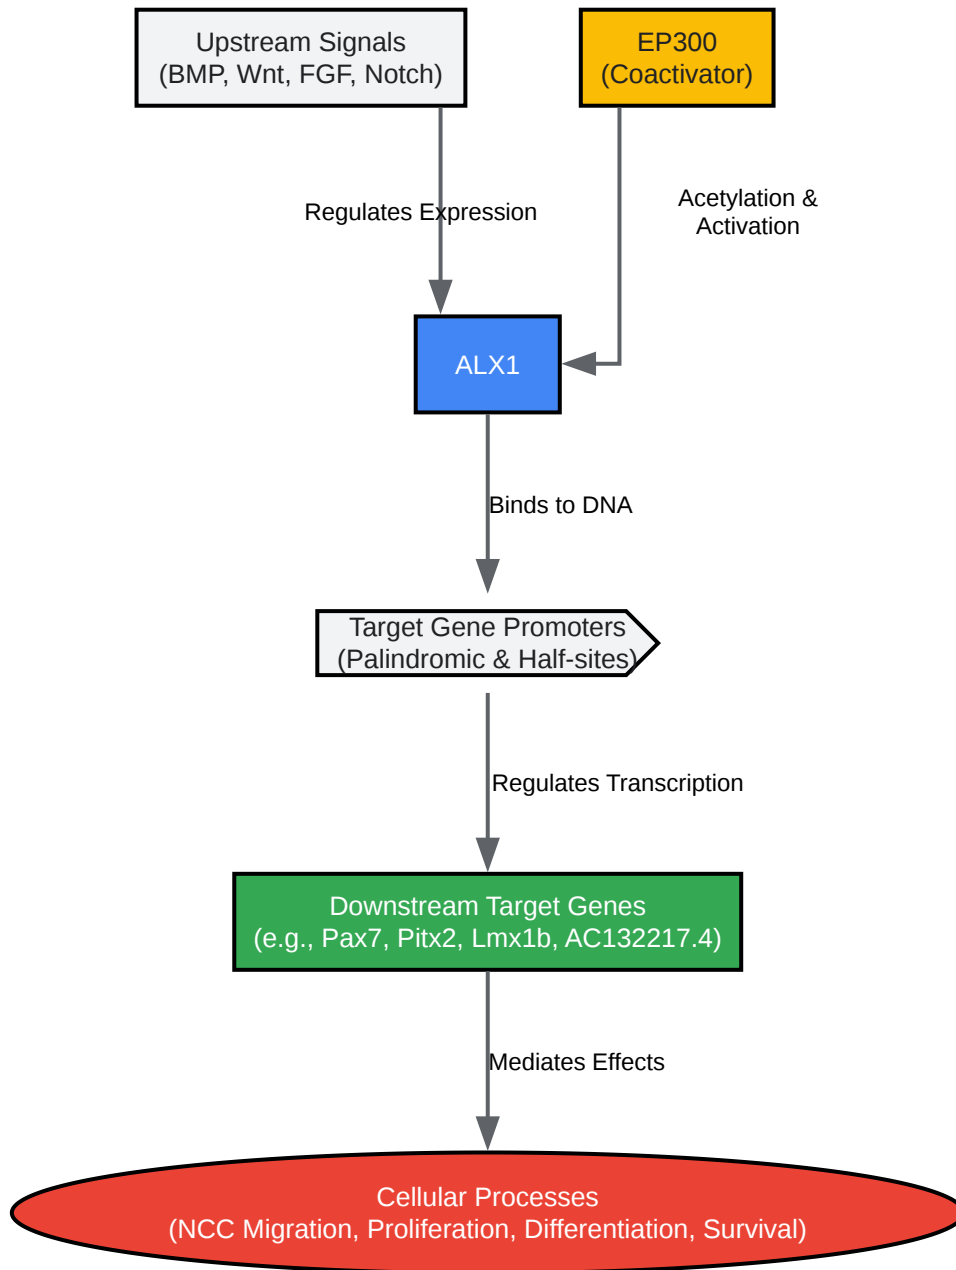 Upstream Signals
(BMP, Wnt, FGF, Notch)
EP300
(Coactivator)
Regulates Expression
Acetylation &
Activation
ALX1
Binds to DNA
Target Gene Promoters
(Palindromic & Half-sites)
Regulates Transcription
Downstream Target Genes
(e.g., Pax7, Pitx2, Lmx1b, AC132217.4)
Mediates Effects
Cellular Processes
(NCC Migration, Proliferation, Differentiation, Survival)